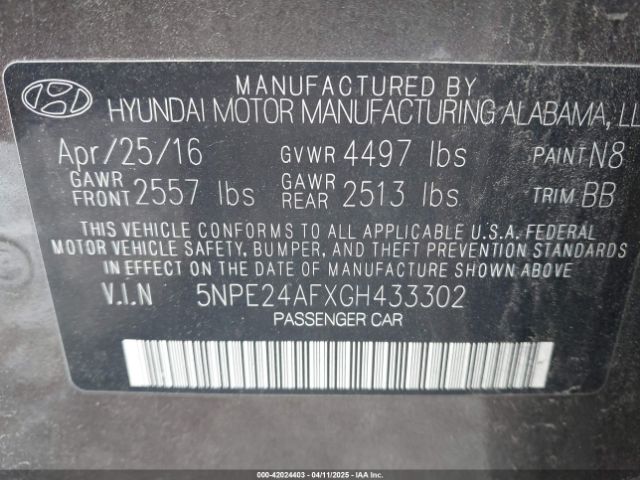 MANUFACTURED BY
HYUNDAI MOTOR MANUFACTURING ALABAMA, LL
Apr/25/16 GVWR 4497 lbs PAINT N8
GAWR FRONT 2557 lbs GAWR REAR 2513 lbs TRIM BB
THIS VEHICLE CONFORMS TO ALL APPLICABLE U.S.A. FEDERAL
MOTOR VEHICLE SAFETY, BUMPER, AND THEFT PREVENTION STANDARDS
IN EFFECT ON THE DATE OF MANUFACTURE SHOWN ABOVE.
V.I.N 5NPE24AFXGH433302
PASSENGER CAR
000-42024403 - 04/11/2025 - IAAI.COM